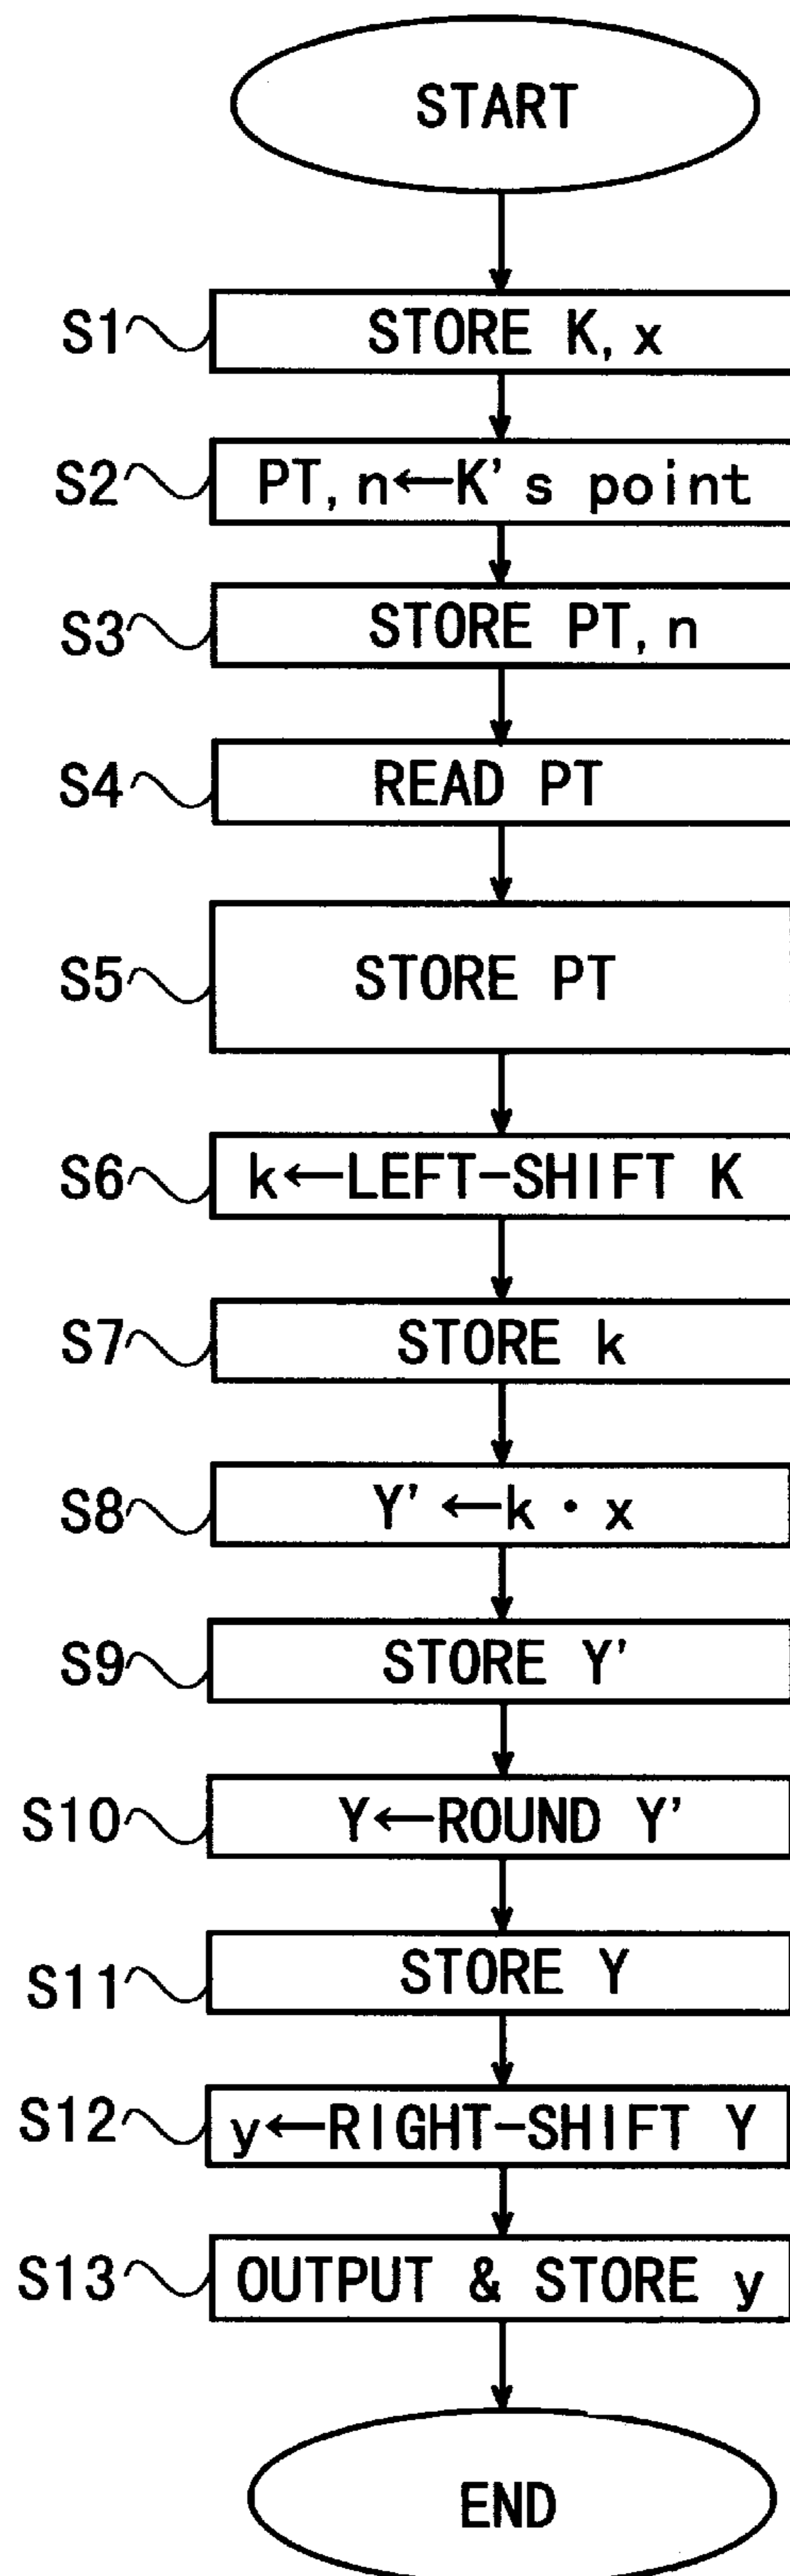 START
S1 STORE K, x
S2 PT, n←K's point
S3 STORE PT, n
S4 READ PT
S5 STORE PT
S6 k←LEFT-SHIFT K
S7 STORE k
S8 Y' ←k・x
S9 STORE Y'
S10 Y←ROUND Y'
S11 STORE Y
S12 y←RIGHT-SHIFT Y
S13 OUTPUT & STORE y
END